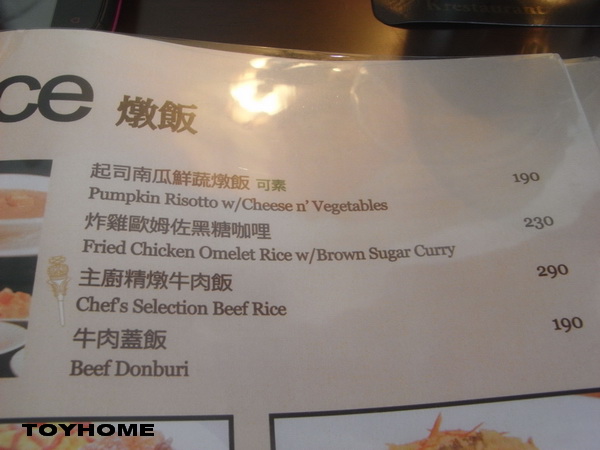 ce 燉飯
起司南瓜鮮蔬燉飯 可素 190
Pumpkin Risotto w/Cheese n' Vegetables
炸雞歐姆佐黑糖咖哩 230
Fried Chicken Omelet Rice w/Brown Sugar Curry
主廚精燉牛肉飯 290
Chef's Selection Beef Rice
牛肉蓋飯 190
Beef Donburi
TOYHOME